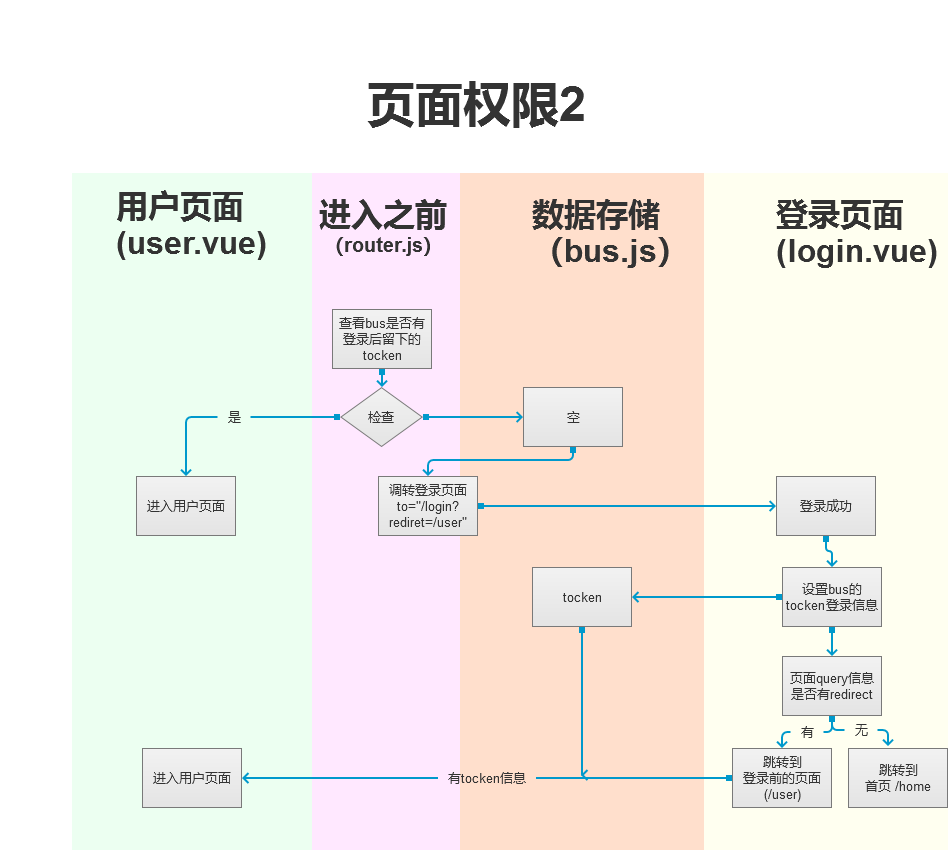 页面权限2
用户页面
(user.vue)
进入之前
（router.js）
数据存储
（bus.js）
登录页面
(login.vue)
查看bus是否有
登录后留下的
tocken
检查
是
空
进入用户页面
调转登录页面
to="/login?
rediret=/user"
登录成功
tocken
设置bus的
tocken登录信息
页面query信息
是否有redirect
有
无
进入用户页面
有tocken信息
跳转到
登录前的页面
(/user)
跳转到
首页 /home